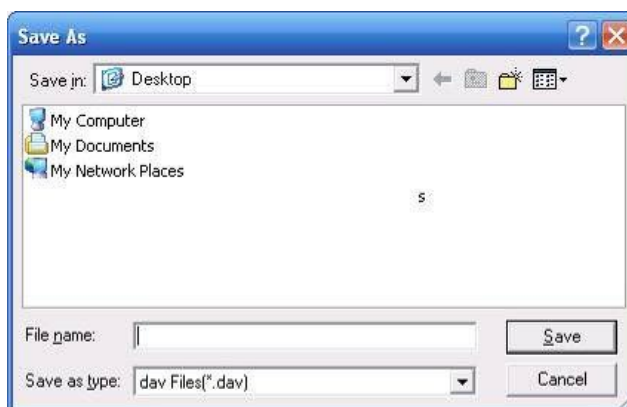 Save As
Save in: Desktop
My Computer
My Documents
My Network Places
s
File name: Save
Save as type: dav Files(*.dav) Cancel